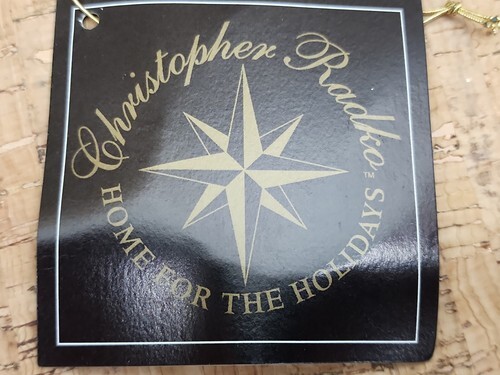 Christopher Radko™
HOME FOR THE HOLIDAYS